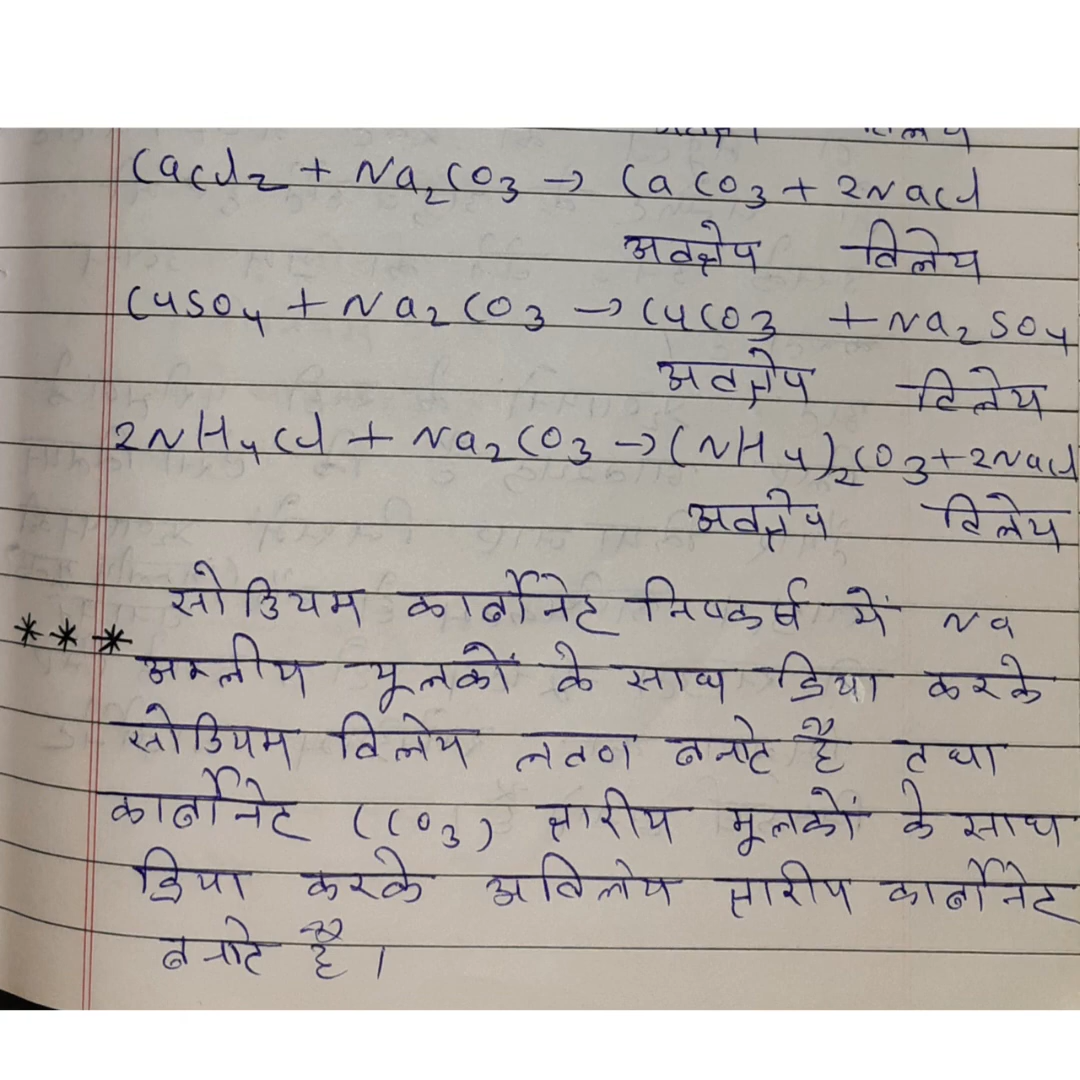 CaCl₂ + Na₂CO₃ → CaCO₃ + 2NaCl
अवक्षेप विलेय
CuSO₄ + Na₂CO₃ → CuCO₃ + Na₂SO₄
अवक्षेप विलेय
2NH₄Cl + Na₂CO₃ → (NH₄)₂CO₃ + 2NaCl
अवक्षेप विलेय
सोडियम कार्बोनेट निष्कर्ष में Na
*** अम्लीय मूलकों के साथ क्रिया करके
सोडियम विलेय लवण बनाते है तथा
कार्बोनेट (CO₃) क्षारीय मूलकों के साथ
क्रिया करके अविलेय क्षारीय कार्बोनेट
बनाते है।